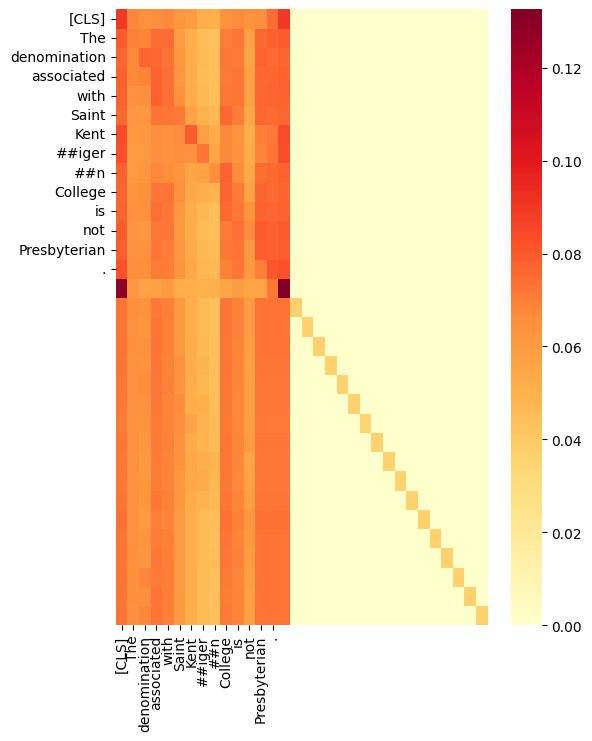 [CLS]
The
denomination
associated
with
Saint
Kent
##iger
##n
College
is
not
Presbyterian
.
0.12
0.10
0.08
0.06
0.04
0.02
0.00
[CLS]
The
denomination
associated
with
Saint
Kent
##iger
##n
College
is
not
Presbyterian
.